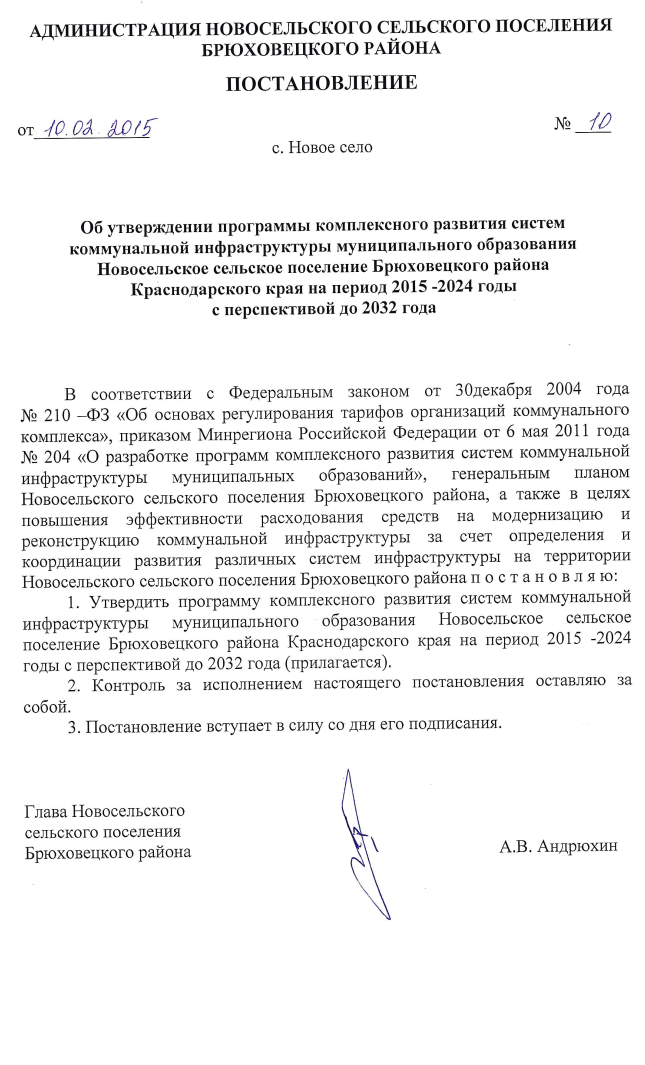 АДМИНИСТРАЦИЯ НОВОСЕЛЬСКОГО СЕЛЬСКОГО ПОСЕЛЕНИЯ
БРЮХОВЕЦКОГО РАЙОНА
ПОСТАНОВЛЕНИЕ
от 10.02.2015 № 10
с. Новое село
Об утверждении программы комплексного развития систем
коммунальной инфраструктуры муниципального образования
Новосельское сельское поселение Брюховецкого района
Краснодарского края на период 2015 -2024 годы
с перспективой до 2032 года
В соответствии с Федеральным законом от 30декабря 2004 года
№ 210 –ФЗ «Об основах регулирования тарифов организаций коммунального
комплекса», приказом Минрегиона Российской Федерации от 6 мая 2011 года
№ 204 «О разработке программ комплексного развития систем коммунальной
инфраструктуры муниципальных образований», генеральным планом
Новосельского сельского поселения Брюховецкого района, а также в целях
повышения эффективности расходования средств на модернизацию и
реконструкцию коммунальной инфраструктуры за счет определения и
координации развития различных систем инфраструктуры на территории
Новосельского сельского поселения Брюховецкого района п о с т а н о в л я ю:
1. Утвердить программу комплексного развития систем коммунальной
инфраструктуры муниципального образования Новосельское сельское
поселение Брюховецкого района Краснодарского края на период 2015 -2024
годы с перспективой до 2032 года (прилагается).
2. Контроль за исполнением настоящего постановления оставляю за
собой.
3. Постановление вступает в силу со дня его подписания.
Глава Новосельского
сельского поселения
Брюховецкого района А.В. Андрюхин